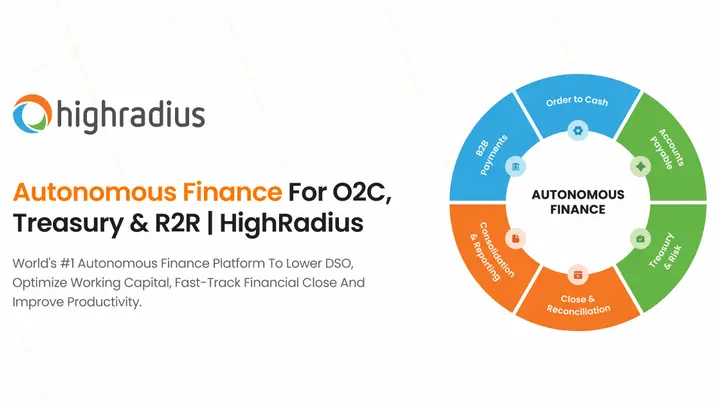 highradius
Autonomous Finance For O2C,
Treasury & R2R | HighRadius
World's #1 Autonomous Finance Platform To Lower DSO,
Optimize Working Capital, Fast-Track Financial Close And
Improve Productivity.
Order to Cash
Accounts
Payable
Treasury
& Risk
Close &
Reconciliation
Consolidation
& Reporting
B2B
Payments
AUTONOMOUS
FINANCE